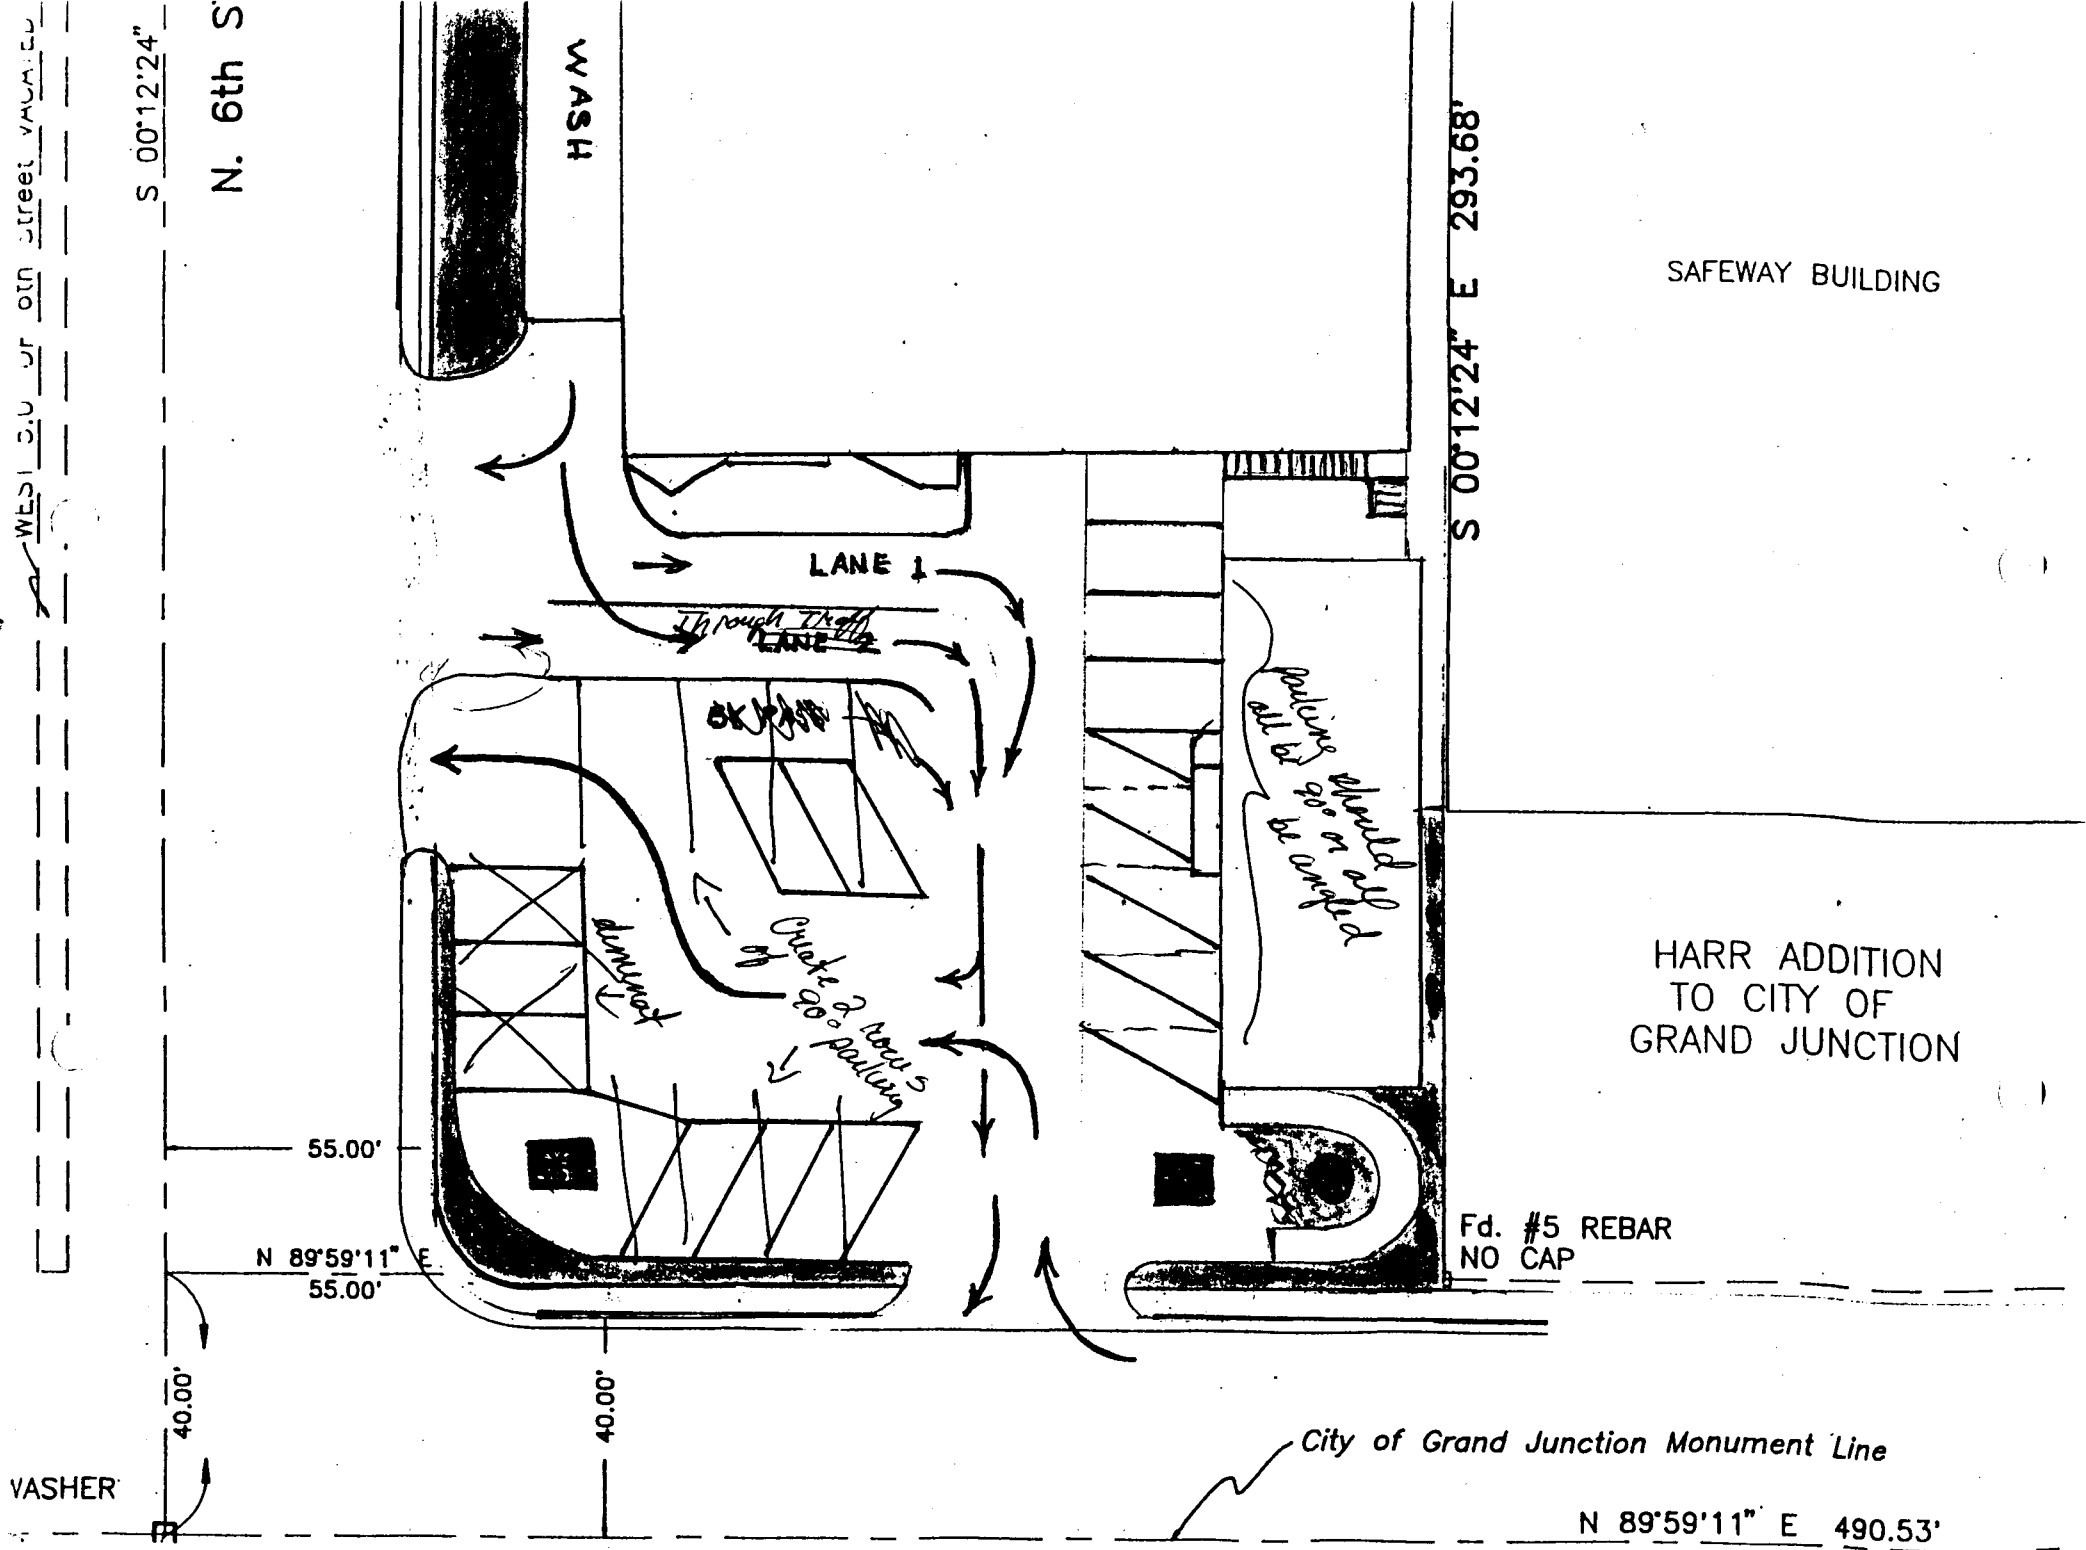 S 00°12'24"
N. 6th
WASH
S 00°12'24" E 293.68'
SAFEWAY BUILDING
LANE 1
Through Traff
LANE 2
parking should
all be 90° or all
be angled
eliminat
Create 2 rows
of 90° parking
HARR ADDITION
TO CITY OF
GRAND JUNCTION
55.00'
N 89°59'11" E
55.00'
Fd. #5 REBAR
NO CAP
40.00'
40.00'
City of Grand Junction Monument Line
VASHER
N 89°59'11" E 490.53'